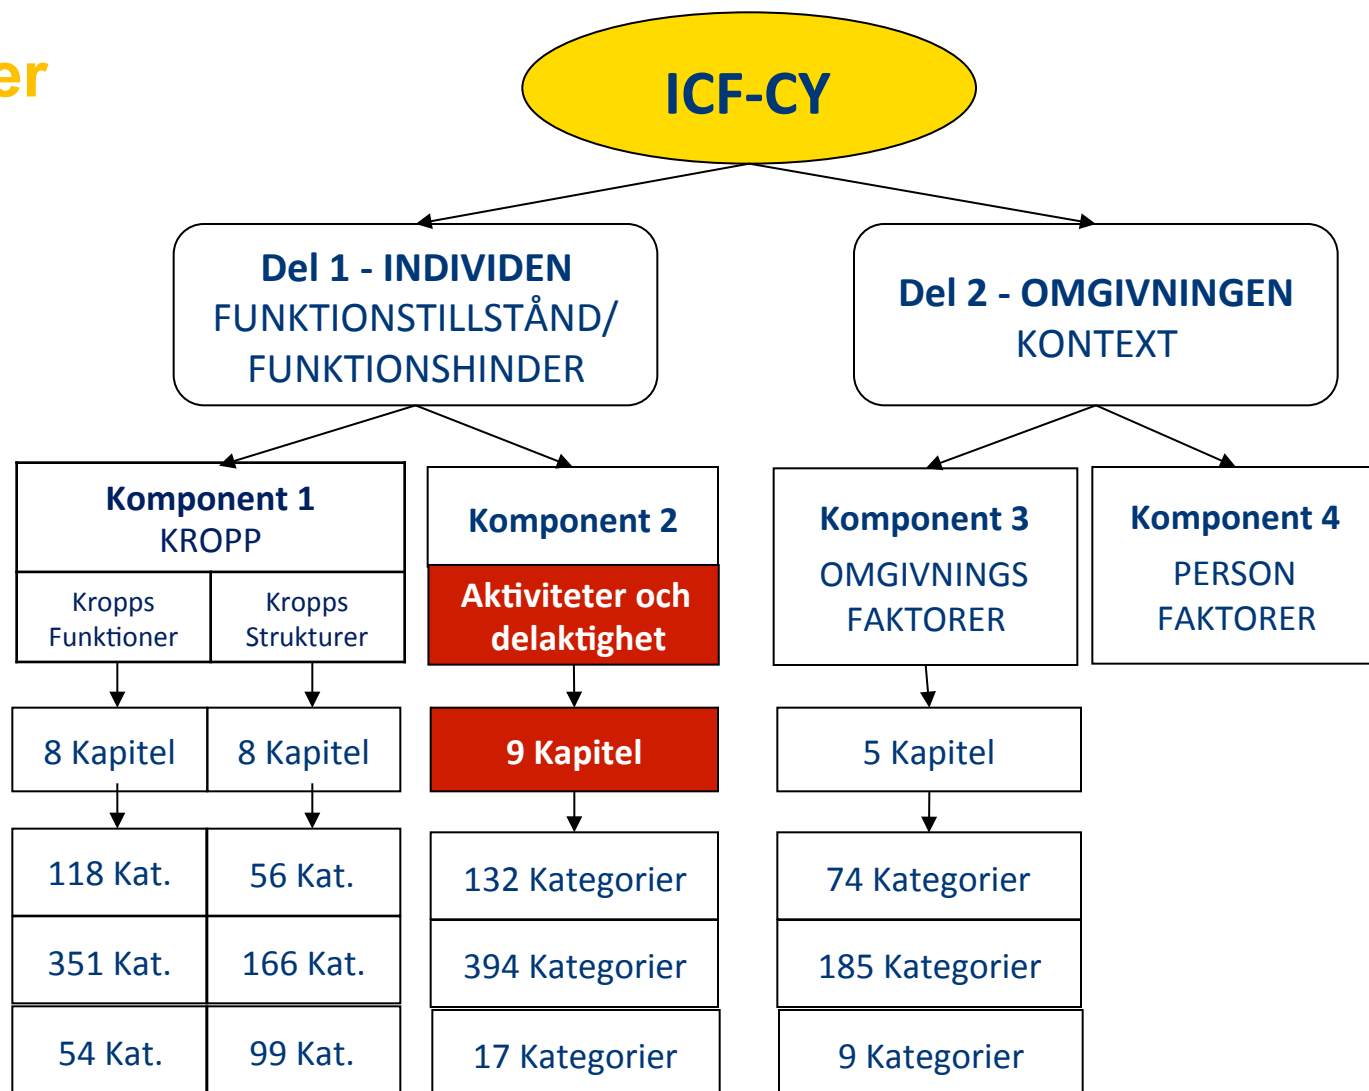 er
ICF-CY
Del 1 - INDIVIDEN
FUNKTIONSTILLSTÅND/
FUNKTIONSHINDER
Del 2 - OMGIVNINGEN
KONTEXT
Komponent 1
KROPP
Kropps
Funktioner
Kropps
Strukturer
Komponent 2
Aktiviteter och
delaktighet
Komponent 3
OMGIVNINGS
FAKTORER
Komponent 4
PERSON
FAKTORER
8 Kapitel
8 Kapitel
9 Kapitel
5 Kapitel
118 Kat.
56 Kat.
132 Kategorier
74 Kategorier
351 Kat.
166 Kat.
394 Kategorier
185 Kategorier
54 Kat.
99 Kat.
17 Kategorier
9 Kategorier